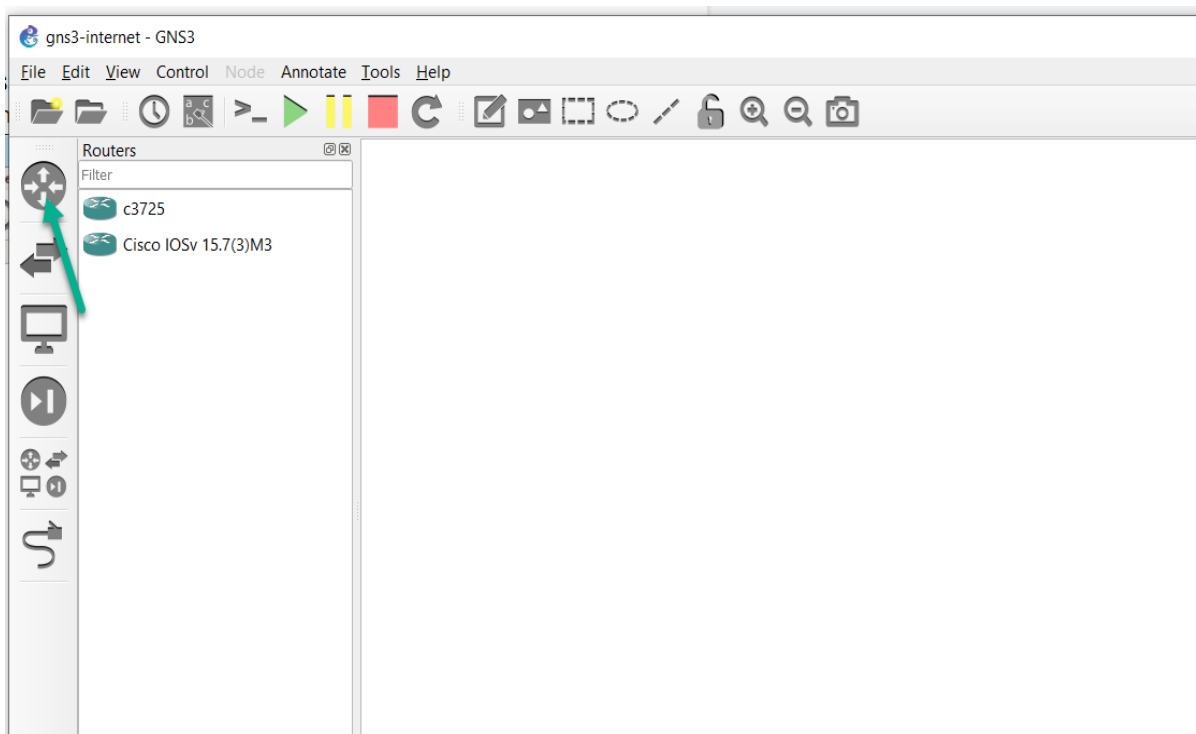 gns3-internet - GNS3
File Edit View Control Node Annotate Tools Help
Routers
Filter
c3725
Cisco IOSv 15.7(3)M3